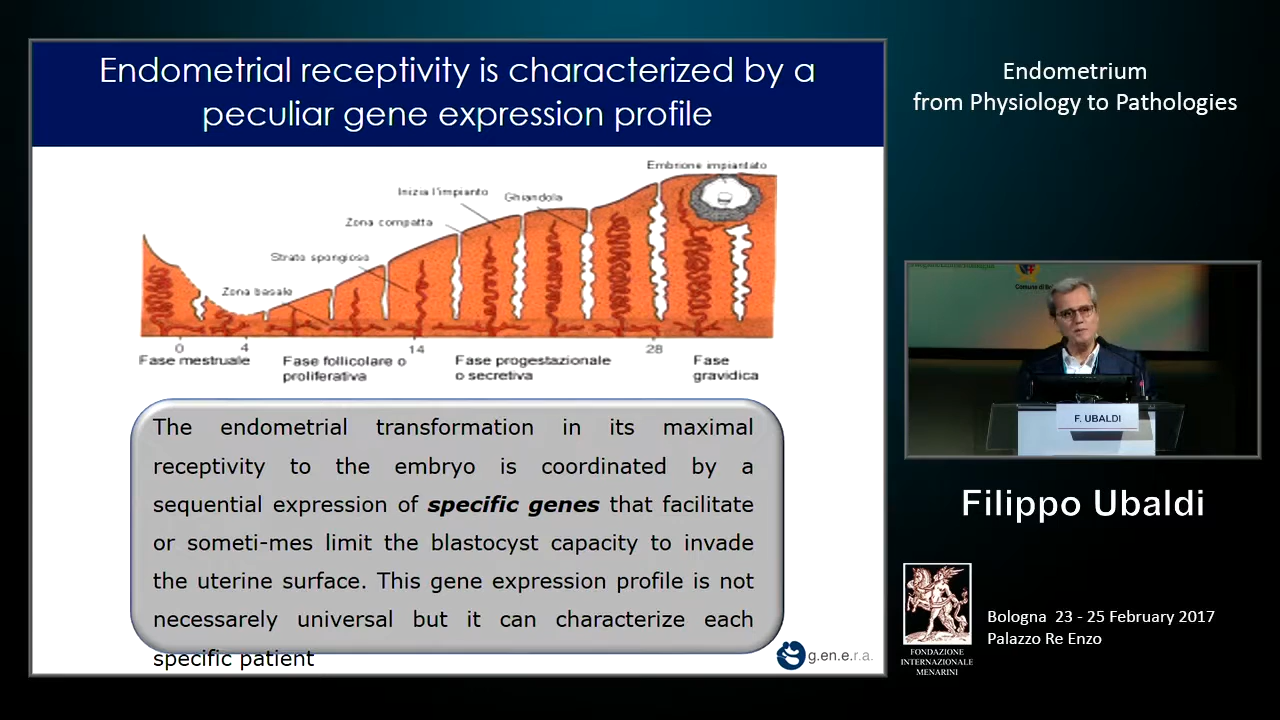 Endometrial receptivity is characterized by a
peculiar gene expression profile
Embrione impiantato
Inizia l'impianto
Ghiandola
Zona compatta
Strato spongioso
Zona basale
0
4
14
28
Fase mestruale
Fase follicolare o
proliferativa
Fase progestazionale
o secretiva
Fase
gravidica
The endometrial transformation in its maximal
receptivity to the embryo is coordinated by a
sequential expression of specific genes that facilitate
or someti-mes limit the blastocyst capacity to invade
the uterine surface. This gene expression profile is not
necessarely universal but it can characterize each
specific patient
g.en.e.r.a.
Endometrium
from Physiology to Pathologies
Comune di
F. UBALDI
Filippo Ubaldi
Bologna 23 - 25 February 2017
Palazzo Re Enzo
FONDAZIONE
INTERNAZIONALE
MENARINI